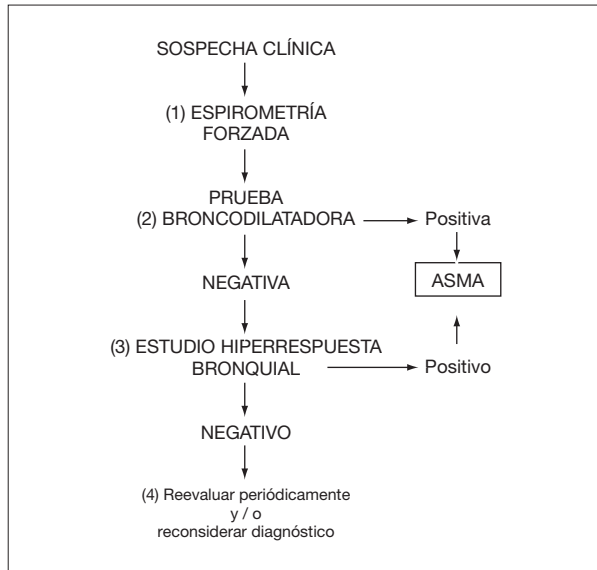 SOSPECHA CLÍNICA
(1) ESPIROMETRÍA
FORZADA
PRUEBA
(2) BRONCODILATADORA
Positiva
NEGATIVA
ASMA
(3) ESTUDIO HIPERRESPUESTA
BRONQUIAL
Positivo
NEGATIVO
(4) Reevaluar periódicamente
y / o
reconsiderar diagnóstico